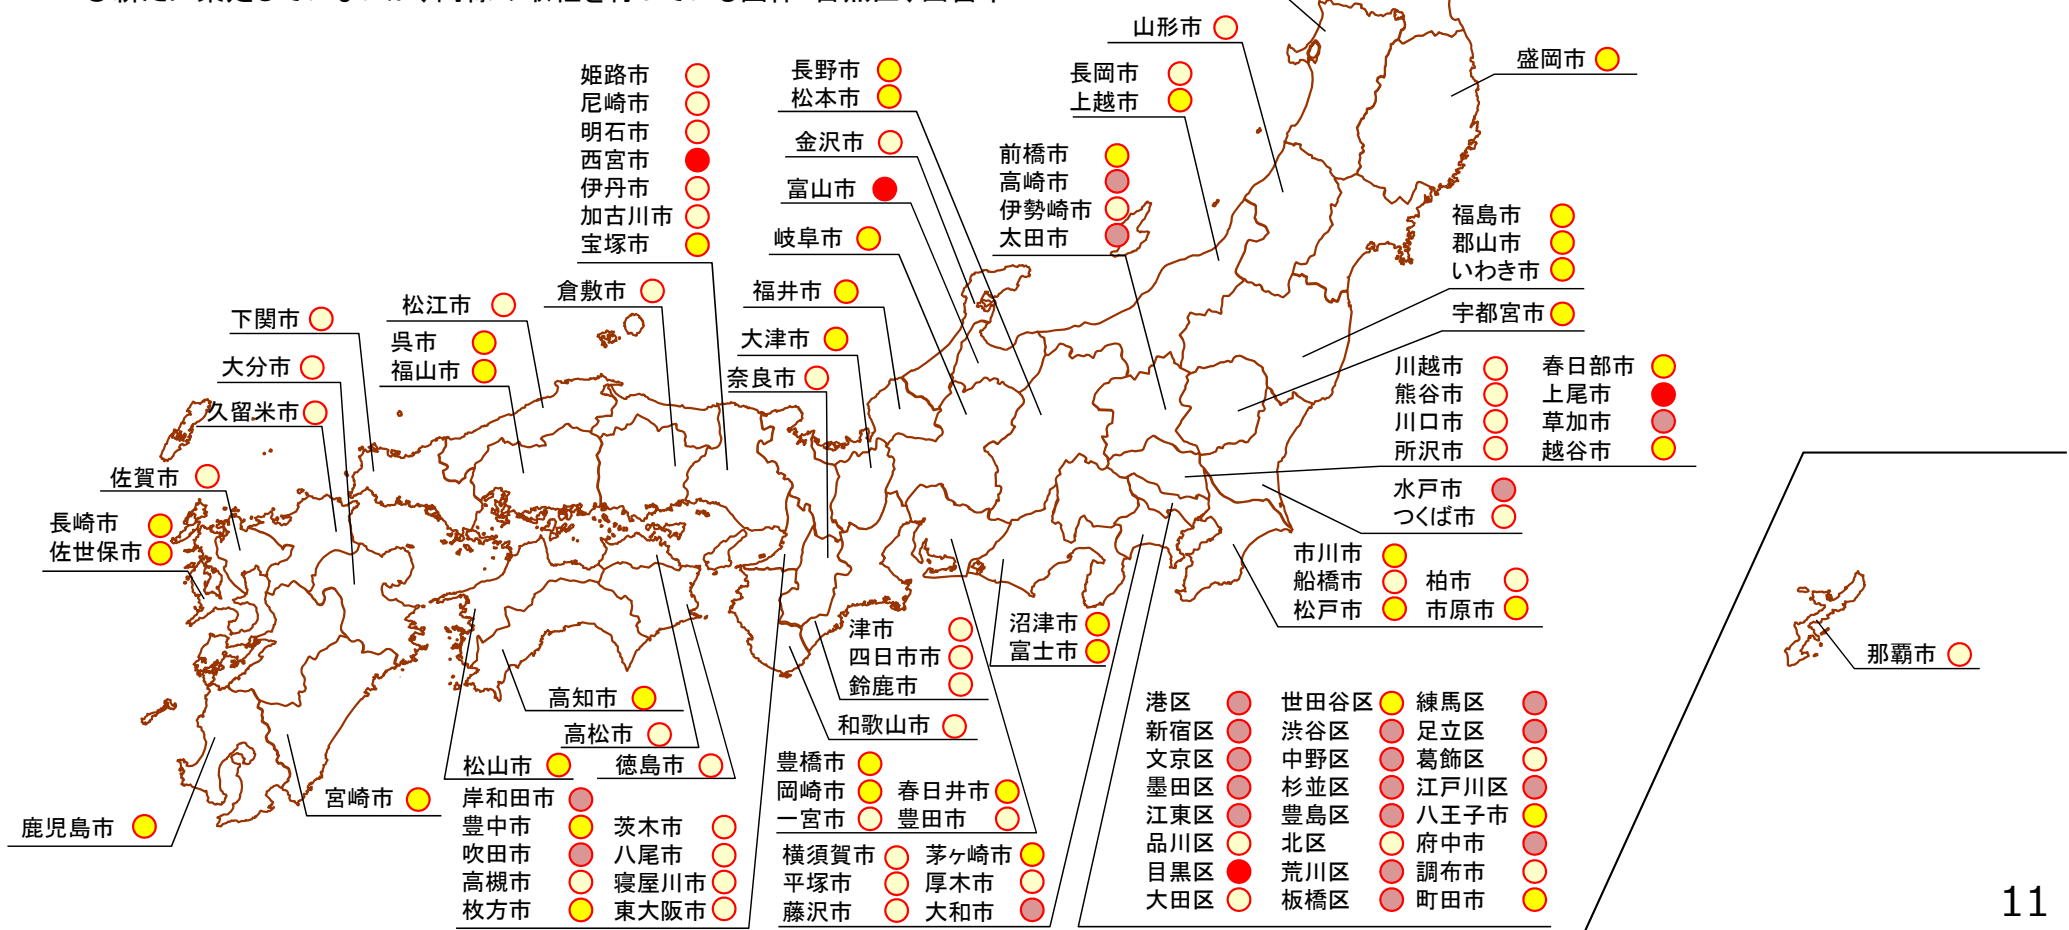 山形市
盛岡市
姫路市
尼崎市
明石市
西宮市
伊丹市
加古川市
宝塚市
長野市
松本市
金沢市
富山市
岐阜市
福井市
大津市
奈良市
長岡市
上越市
前橋市
高崎市
伊勢崎市
太田市
福島市
郡山市
いわき市
宇都宮市
倉敷市
松江市
呉市
福山市
下関市
大分市
久留米市
佐賀市
長崎市
佐世保市
川越市 春日部市
熊谷市 上尾市
川口市 草加市
所沢市 越谷市
水戸市
つくば市
市川市
船橋市 柏市
松戸市 市原市
沼津市
富士市
津市
四日市市
鈴鹿市
和歌山市
那覇市
高知市
高松市
松山市 徳島市
宮崎市
鹿児島市
岸和田市
豊中市 茨木市
吹田市 八尾市
高槻市 寝屋川市
枚方市 東大阪市
豊橋市
岡崎市 春日井市
一宮市 豊田市
横須賀市 茅ヶ崎市
平塚市 厚木市
藤沢市 大和市
港区 世田谷区 練馬区
新宿区 渋谷区 足立区
文京区 中野区 葛飾区
墨田区 杉並区 江戸川区
江東区 豊島区 八王子市
品川区 北区 府中市
目黒区 荒川区 調布市
大田区 板橋区 町田市
11